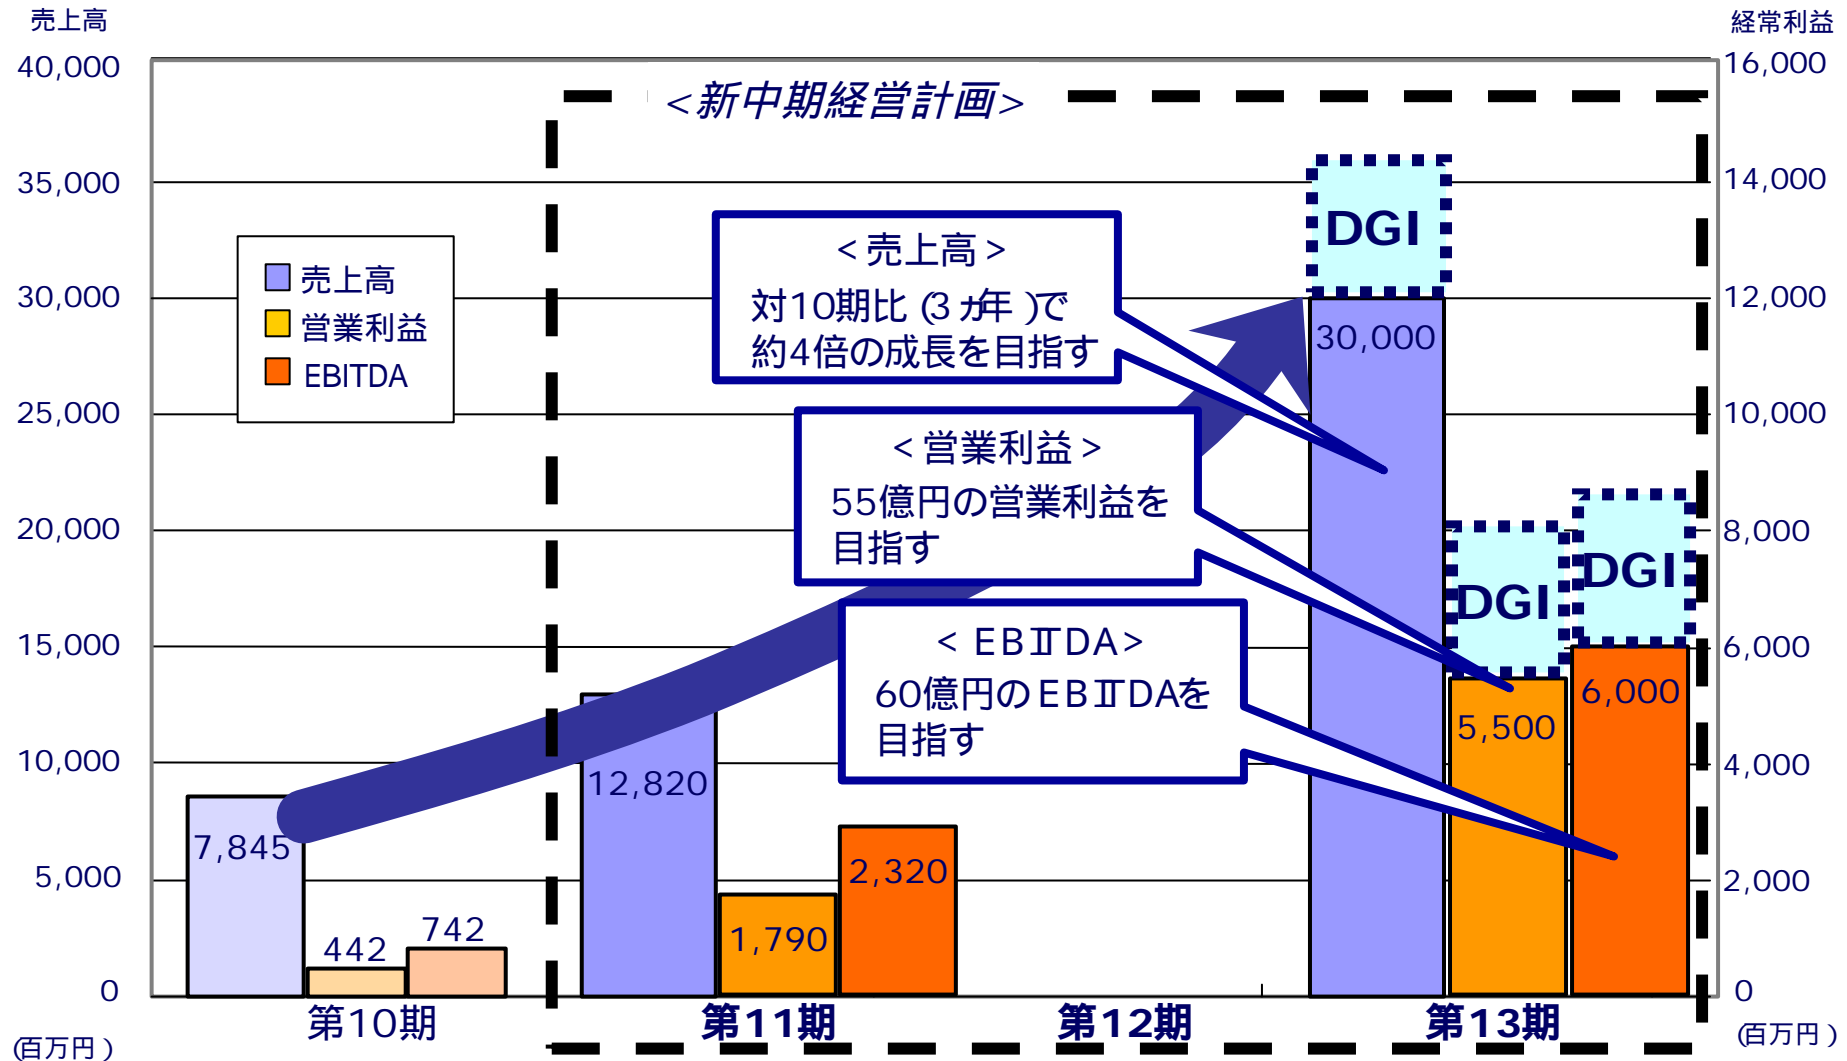 売上高
経常利益
40,000
35,000
30,000
25,000
20,000
15,000
10,000
5,000
0
(百万円)
16,000
14,000
12,000
10,000
8,000
6,000
4,000
2,000
0
(百万円)
<新中期経営計画>
売上高
営業利益
EBITDA
<売上高>
対10期比(3カ年)で
約4倍の成長を目指す
<営業利益>
55億円の営業利益を
目指す
<EBITDA>
60億円のEBITDAを
目指す
DGI
DGI
DGI
7,845
442
742
12,820
1,790
2,320
30,000
5,500
6,000
第10期
第11期
第12期
第13期